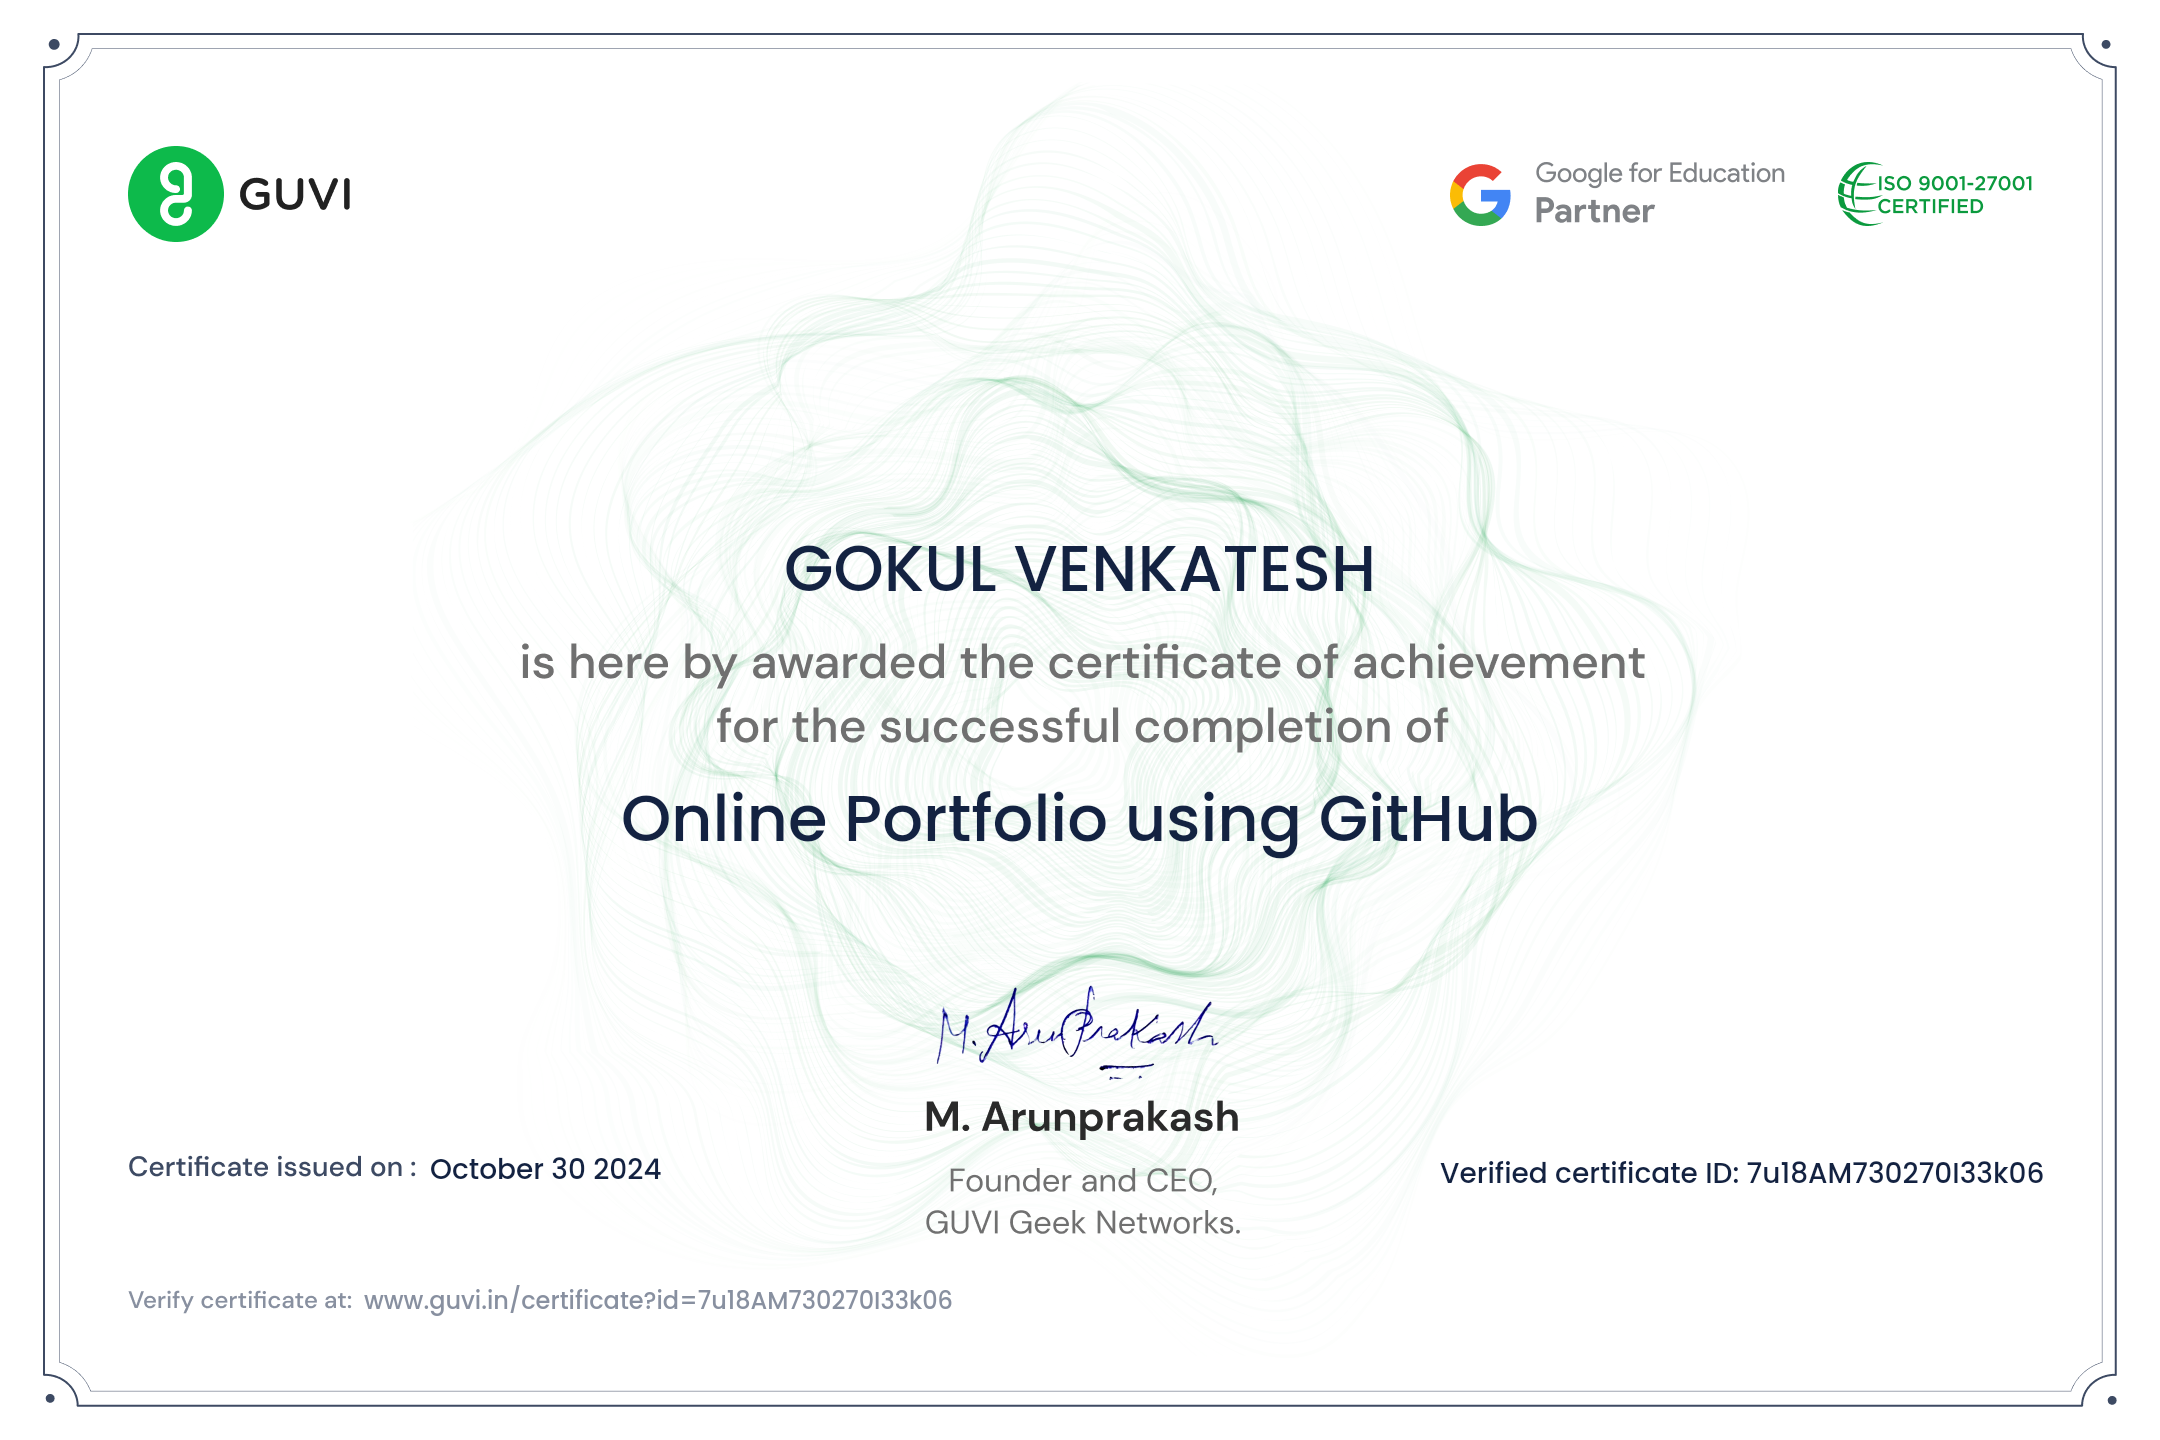 GUVI
Google for Education
Partner
ISO 9001-27001
CERTIFIED
GOKUL VENKATESH
is here by awarded the certificate of achievement
for the successful completion of
Online Portfolio using GitHub
M. ArunPrakash
M. Arunprakash
Founder and CEO,
GUVI Geek Networks.
Certificate issued on : October 30 2024
Verified certificate ID: 7u18AM730270I33k06
Verify certificate at: www.guvi.in/certificate?id=7u18AM730270I33k06